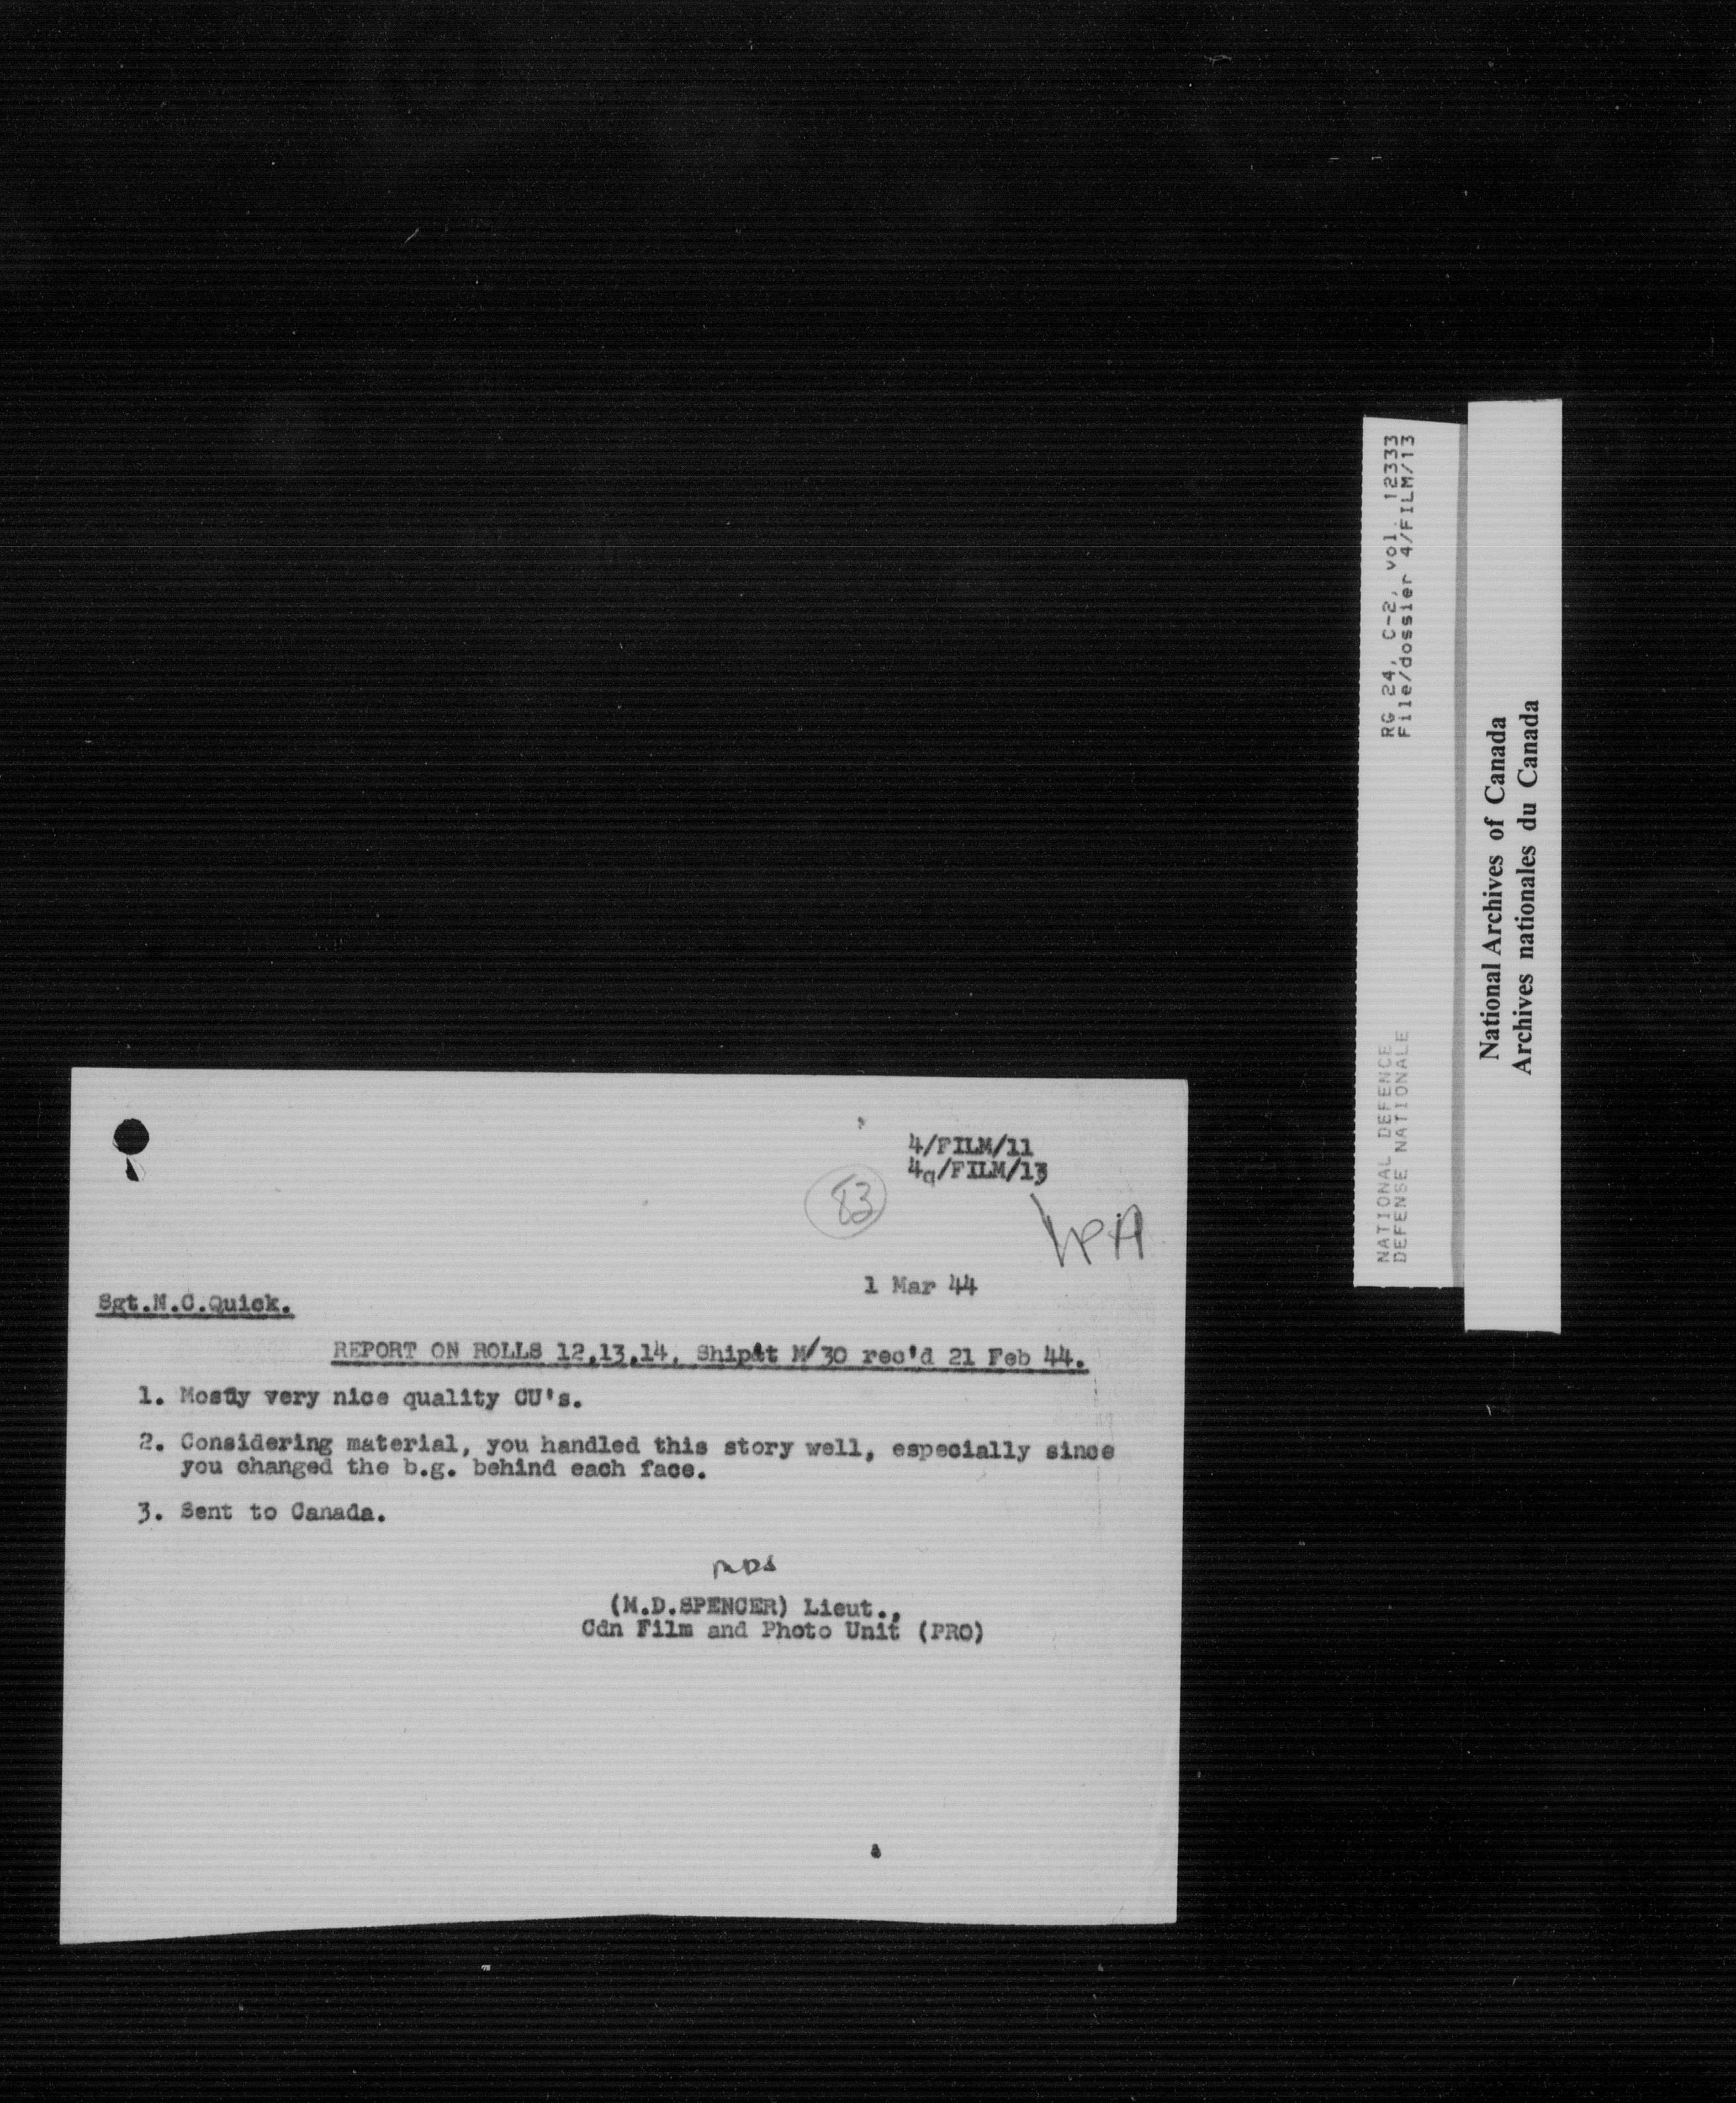 4/FILM/11
4q/FILM/13
83
1 Mar 44
Sgt.N.C.Quick.
REPORT ON ROLLS 12,13,14, Shipmt M/30 rec'd 21 Feb 44.
1. Mostly very nice quality CU's.
2. Considering material, you handled this story well, especially since
you changed the b.g. behind each face.
3. Sent to Canada.
MDS
(M.D.SPENCER) Lieut.,
Cdn Film and Photo Unit (PRO)
RG 24, C-2, vol. 12333
File/dossier 4/FILM/13
NATIONAL DEFENCE
DEFENSE NATIONALE
National Archives of Canada
Archives nationales du Canada